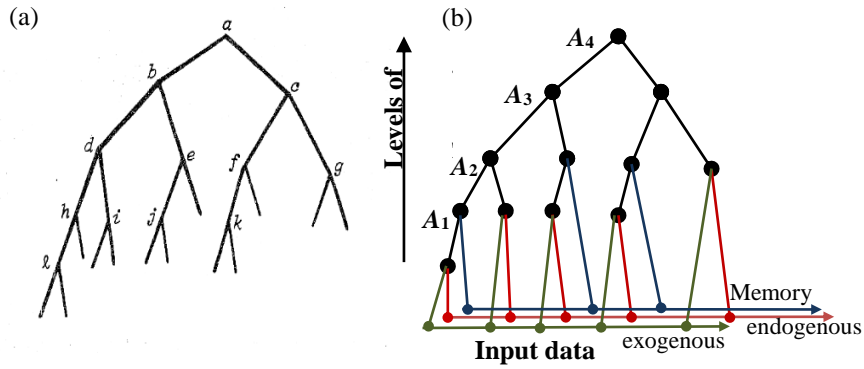 (a)
a
b
c
d
e
f
g
h
i
j
k
l
(b)
Levels of
A4
A3
A2
A1
Memory
endogenous
exogenous
Input data